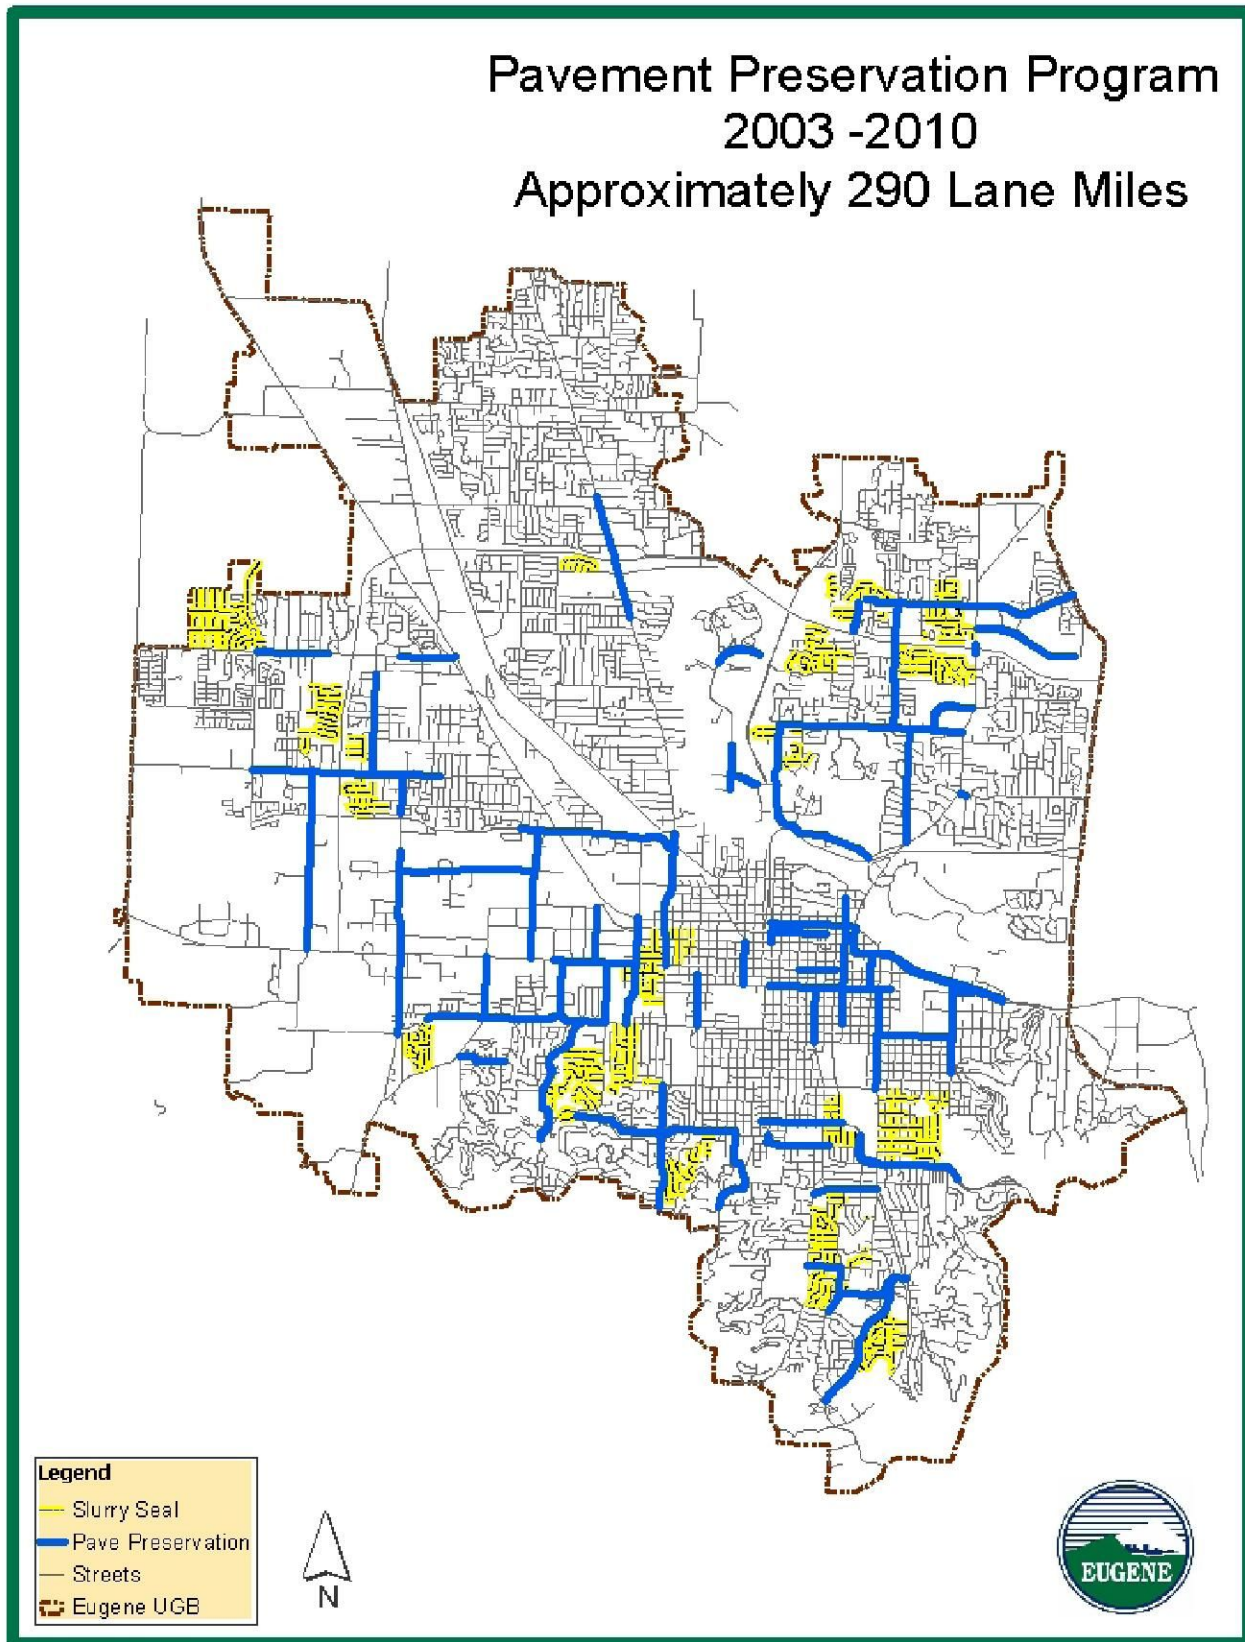 Pavement Preservation Program
2003 -2010
Approximately 290 Lane Miles
Legend
Slurry Seal
Pave Preservation
Streets
Eugene UGB
N
EUGENE